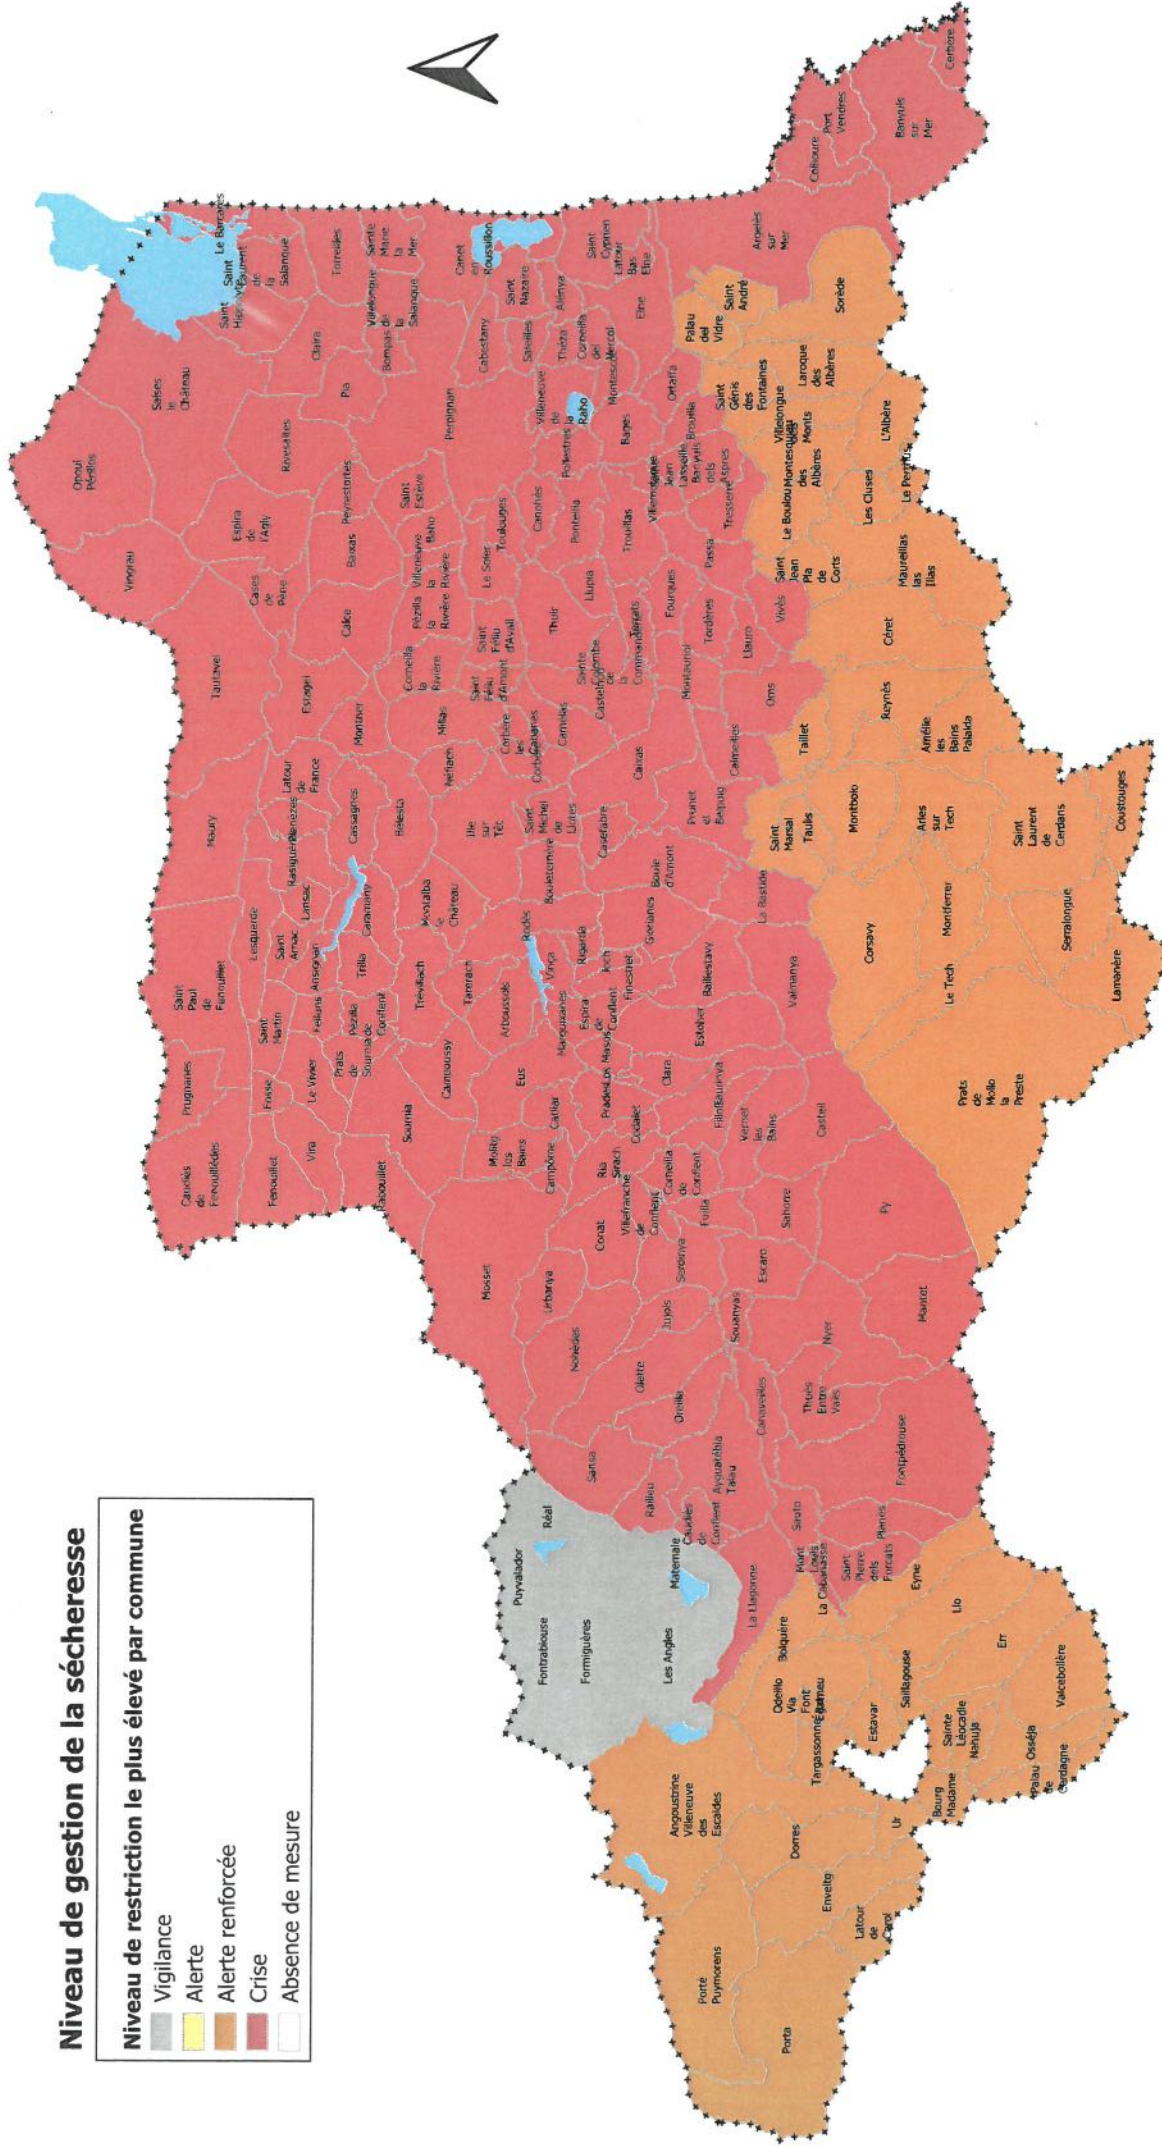 Niveau de gestion de la sécheresse
Niveau de restriction le plus élevé par commune
Vigilance
Alerte
Alerte renforcée
Crise
Absence de mesure
Opoul
Périllos
Vingrau
Salses
le
Château
Tautavel
Maury
Saint
Paul
de
Fenouillet
Prugnanes
Caudiès
de
Fenouillèdes
Le Barcarès
Saint
Laurent
de
la
Salanque
Saint
Espira
de
l'Agly
Cases
de
Pène
Rivesaltes
Claira
Torreilles
Lesquerde
Saint
Arnac
Lansac
Latour
de
France
Estagel
Saint
Martin
Fosse
Fenouillet
Vira
Le Vivier
Felluns
Ansignan
Cassagnes
Montner
Calce
Baixas
Peyrestortes
Pia
Sainte
Marie
la
Mer
Villelongue
de
la
Salanque
Bompas
Trilla
Caramany
Bélesta
Pézilla
de
Conflent
Prats
de
Sournia
Sournia
Rabouillet
Trévillach
Montalba
le
Château
Campoussy
Tarerach
Arboussols
Néfiach
Millas
Corneilla
la
Rivière
Pézilla
la
Rivière
Villeneuve
la
Rivière
Baho
Saint
Estève
Perpignan
Cabestany
Canet
en
Roussillon
Saint
Nazaire
Saleilles
Villeneuve
de
la
Raho
Théza
Alénya
Corneilla
del
Vercol
Saint
Cyprien
Latour
Bas
Elne
Elne
Montescot
Bages
Ortaffa
Brouilla
Pollestres
Canohès
Toulouges
Le Soler
Saint
Féliu
d'Avall
Saint
Féliu
d'Amont
Thuir
Ponteilla
Llupia
Trouillas
Banyuls
dels
Aspres
Tresserre
Passa
Fourques
Terrats
Sainte
Colombe
de
la
Commanderie
Castelnou
Camélas
Corbère
les
Cabanes
Corbère
Ille
sur
Têt
Saint
Michel
de
Llotes
Bouleternère
Rodès
Vinça
Rigarda
Joch
Finestret
Glorianes
Casefabre
Caixas
Montauriol
Tordères
Llauro
Vivès
Oms
Calmeilles
Prunet
et
Belpuig
Boule
d'Amont
La Bastide
Baillestavy
Valmanya
Estoher
Espira
de
Conflent
Marquixanes
Los Masos
Eus
Catllar
Prades
Codalet
Clara
Taurinya
Fillols
Vernet
les
Bains
Casteil
Molitg
les
Bains
Campôme
Ria
Sirach
Villefranche
de
Conflent
Corneilla
de
Conflent
Fuilla
Sahorre
Py
Mosset
Conat
Urbanya
Nohèdes
Serdinya
Jujols
Escaro
Souanyas
Olette
Oreilla
Nyer
Mantet
Canaveilles
Thuès
Entre
Valls
Fontpédrouse
Sansa
Railleu
Ayguatébia
Talau
Caudiès
de
Conflent
Sauto
Planès
Mont
Louis
La Cabanasse
Saint
Pierre
dels
Forcats
La Llagonne
Réal
Puyvalador
Fontrabiouse
Formiguères
Matemale
Les Angles
Bolquère
Eyne
Llo
Err
Saillagouse
Odeillo
Via
Font
Romeu
Egat
Targassonne
Estavar
Sainte
Léocadie
Nahuja
Valcebollère
Osséja
Palau
de
Cerdagne
Bourg
Madame
Angoustrine
Villeneuve
des
Escaldes
Dorres
Ur
Enveitg
Latour
de
Carol
Porté
Puymorens
Porta
Argelès
sur
Mer
Collioure
Port
Vendres
Banyuls
sur
Mer
Cerbère
Palau
del
Vidre
Saint
André
Sorède
Laroque
des
Albères
Saint
Génis
des
Fontaines
Villelongue
dels
Monts
Montesquieu
des
Albères
L'Albère
Le Boulou
Les Cluses
Le Perthus
Saint
Jean
Pla
de
Corts
Maureillas
las
Illas
Céret
Reynès
Taillet
Amélie
les
Bains
Palalda
Saint
Marsal
Taulis
Montbolo
Arles
sur
Tech
Saint
Laurent
de
Cerdans
Coustouges
Corsavy
Montferrer
Le Tech
Serralongue
Lamanère
Prats
de
Mollo
la
Preste